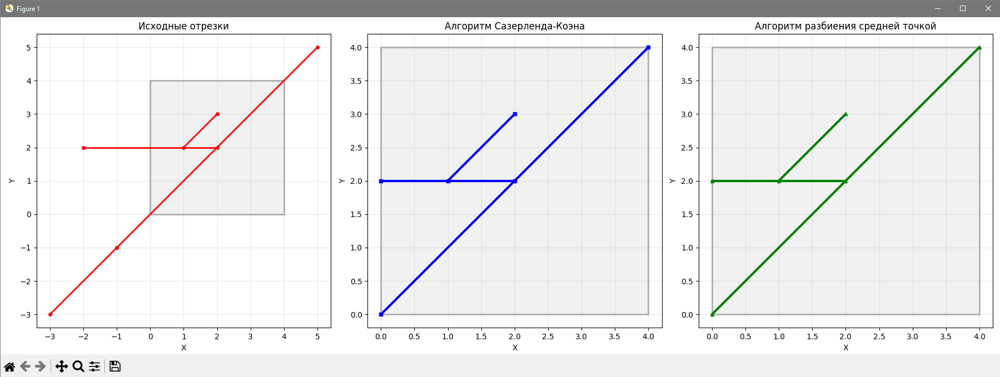 Figure 1
Исходные отрезки
5
4
3
2
1
0
−1
−2
−3
Y
−3 −2 −1 0 1 2 3 4 5
X
Алгоритм Сазерленда-Коэна
4.0
3.5
3.0
2.5
2.0
1.5
1.0
0.5
0.0
Y
0.0 0.5 1.0 1.5 2.0 2.5 3.0 3.5 4.0
X
Алгоритм разбиения средней точкой
4.0
3.5
3.0
2.5
2.0
1.5
1.0
0.5
0.0
Y
0.0 0.5 1.0 1.5 2.0 2.5 3.0 3.5 4.0
X